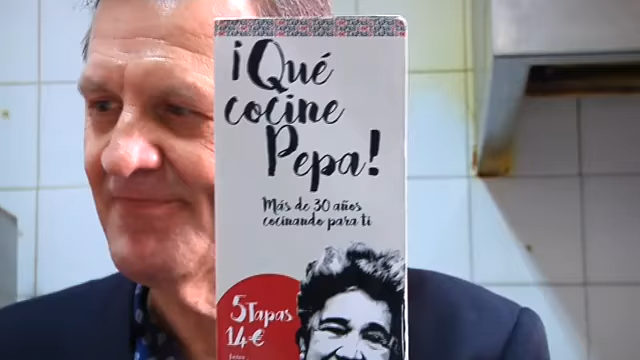 ¡Qué
cocine
Pepa!
Más de 30 años
cocinando para ti
5 Tapas
14€